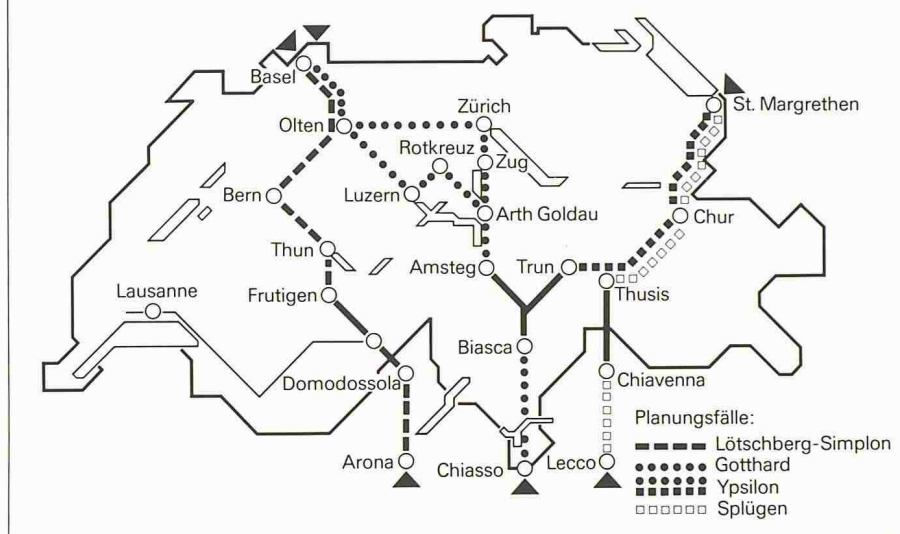 Basel
Zürich
St. Margrethen
Olten
Rotkreuz
Zug
Bern
Luzern
Arth Goldau
Chur
Thun
Amsteg
Trun
Lausanne
Frutigen
Thusis
Biasca
Domodossola
Chiavenna
Planungsfälle:
Lötschberg-Simplon
Arona
Chiasso
Lecco
Gotthard
Ypsilon
Splügen